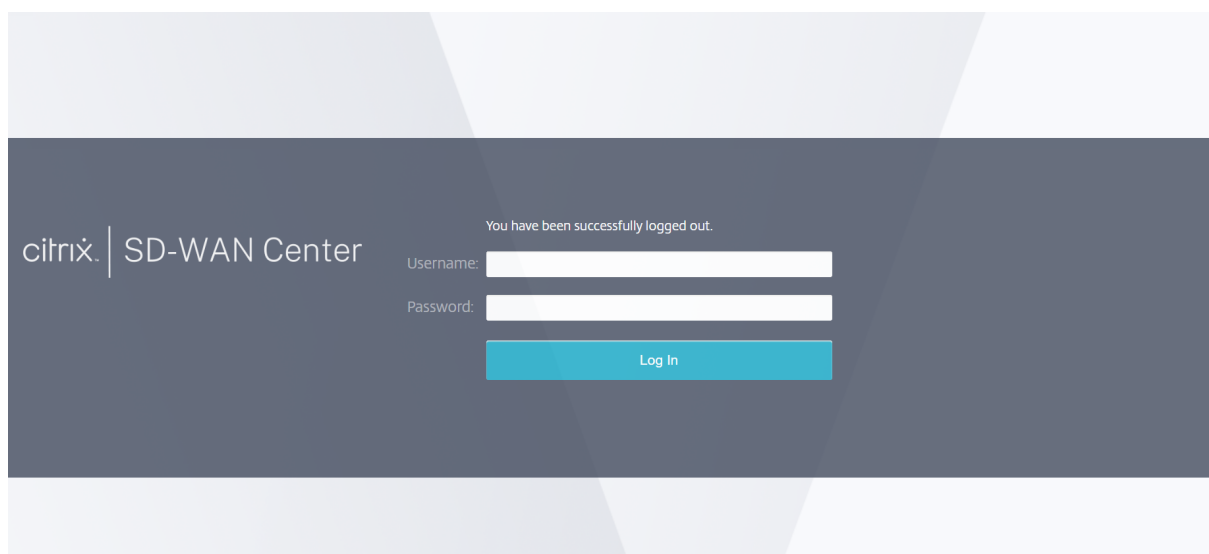 You have been successfully logged out.
citrix. | SD-WAN Center
Username:
Password:
Log In